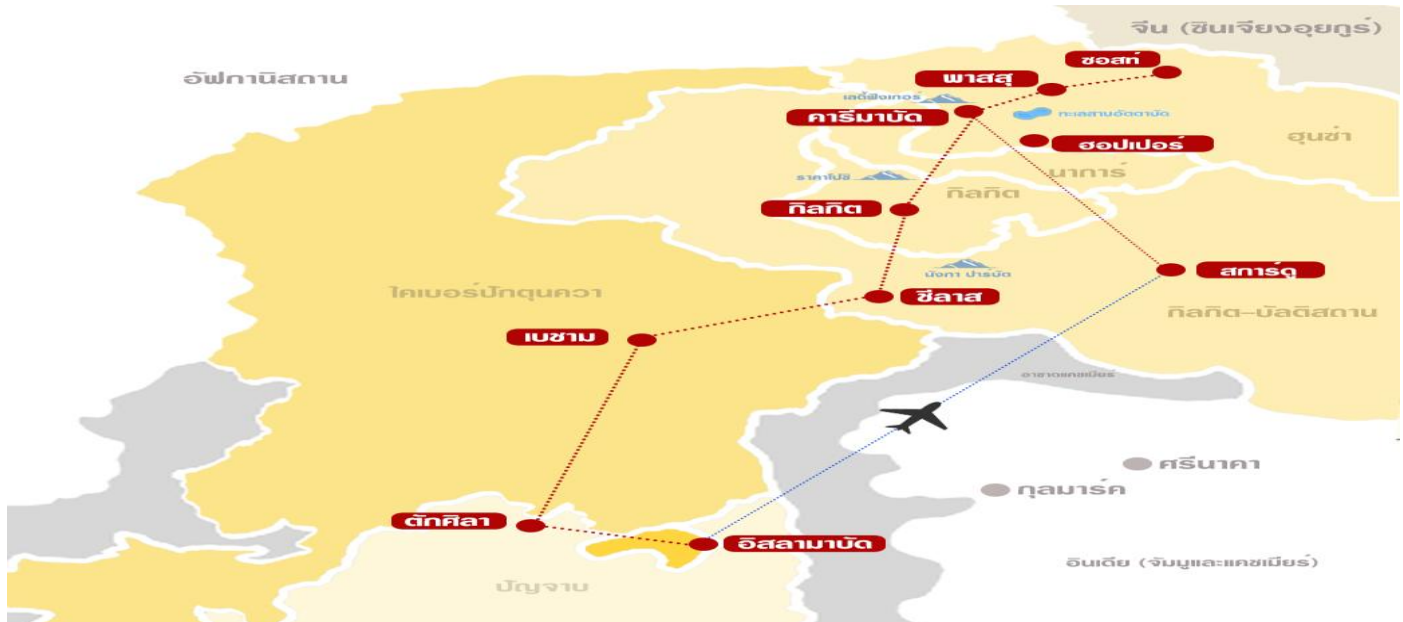 จีน (ซินเจียงอุยกูร์)
อัฟกานิสถาน
ซอสท์
พาสสุ
เลดี้ฟิงเกอร์
คารีมาบัด
ทะเลสาบอัตตาบัด
ฮุนซ่า
ฮอปเปอร์
นาการ์
ราคาโปชิ
กิลกิต
กิลกิต
นังกา ปาร์บัต
สการ์ดู
ไคเบอร์ปักตุนควา
ชีลาส
กิลกิต–บัลติสถาน
เบชาม
อาซาดแคชเมียร์
ศรีนาคา
กุลมาร์ค
ตักศิลา
อิสลามาบัด
อินเดีย (จัมมูและแคชเมียร์)
ปัญจาบ